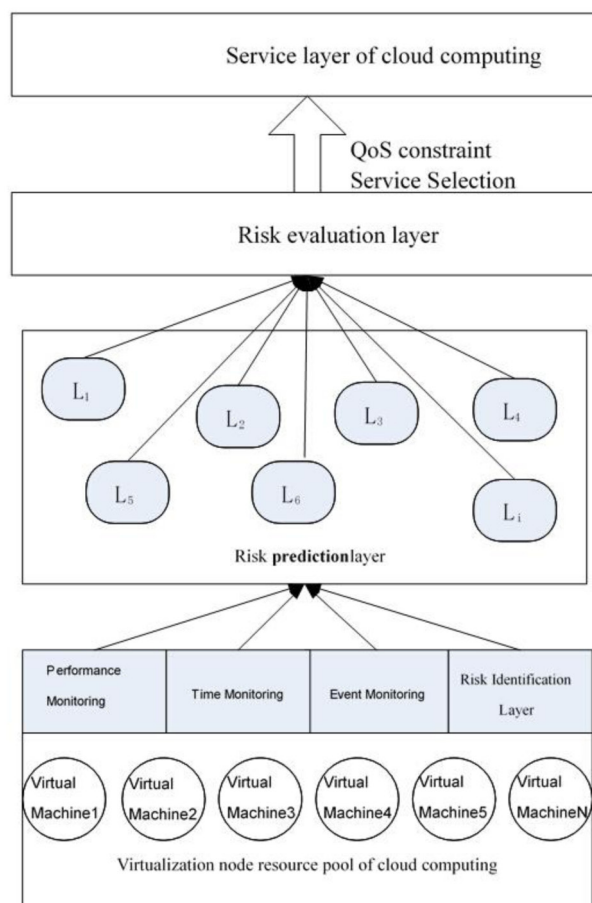 Service layer of cloud computing
QoS constraint
Service Selection
Risk evaluation layer
L1
L2
L3
L4
L5
L6
Li
Risk predictionlayer
Performance
Monitoring
Time Monitoring
Event Monitoring
Risk Identification
Layer
Virtual
Machine1
Virtual
Machine2
Virtual
Machine3
Virtual
Machine4
Virtual
Machine5
Virtual
MachineN
Virtualization node resource pool of cloud computing